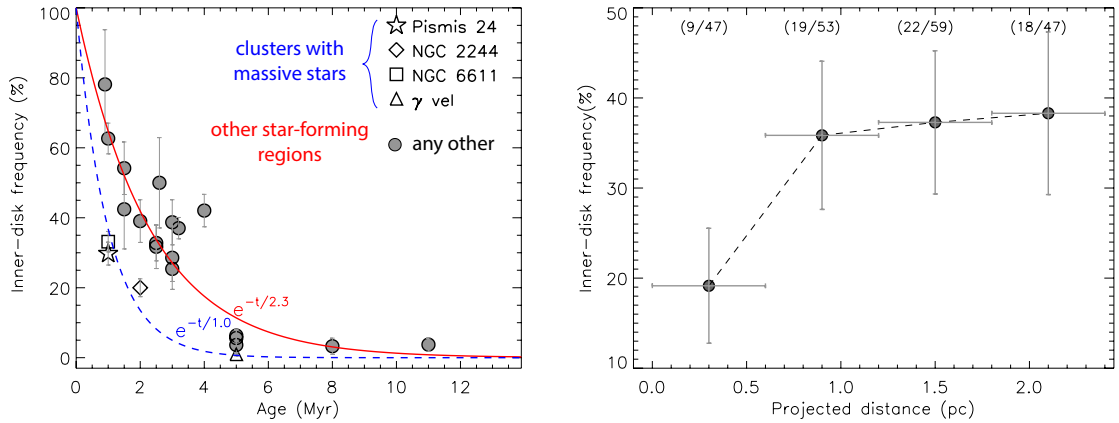 100
80
60
40
20
0
Inner-disk frequency (%)
0 2 4 6 8 10 12
Age (Myr)
clusters with
massive stars
Pismis 24
NGC 2244
NGC 6611
γ vel
other star-forming
regions
any other
e^-t/2.3
e^-t/1.0
50
40
30
20
10
Inner-disk frequency(%)
(9/47) (19/53) (22/59) (18/47)
0.0 0.5 1.0 1.5 2.0
Projected distance (pc)